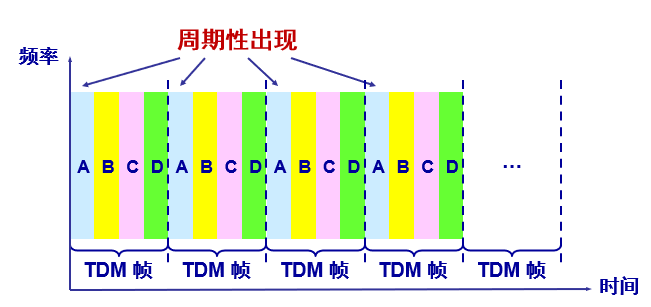 周期性出现
频率
A B C D A B C D A B C D A B C D ...
TDM 帧 TDM 帧 TDM 帧 TDM 帧 TDM 帧
时间